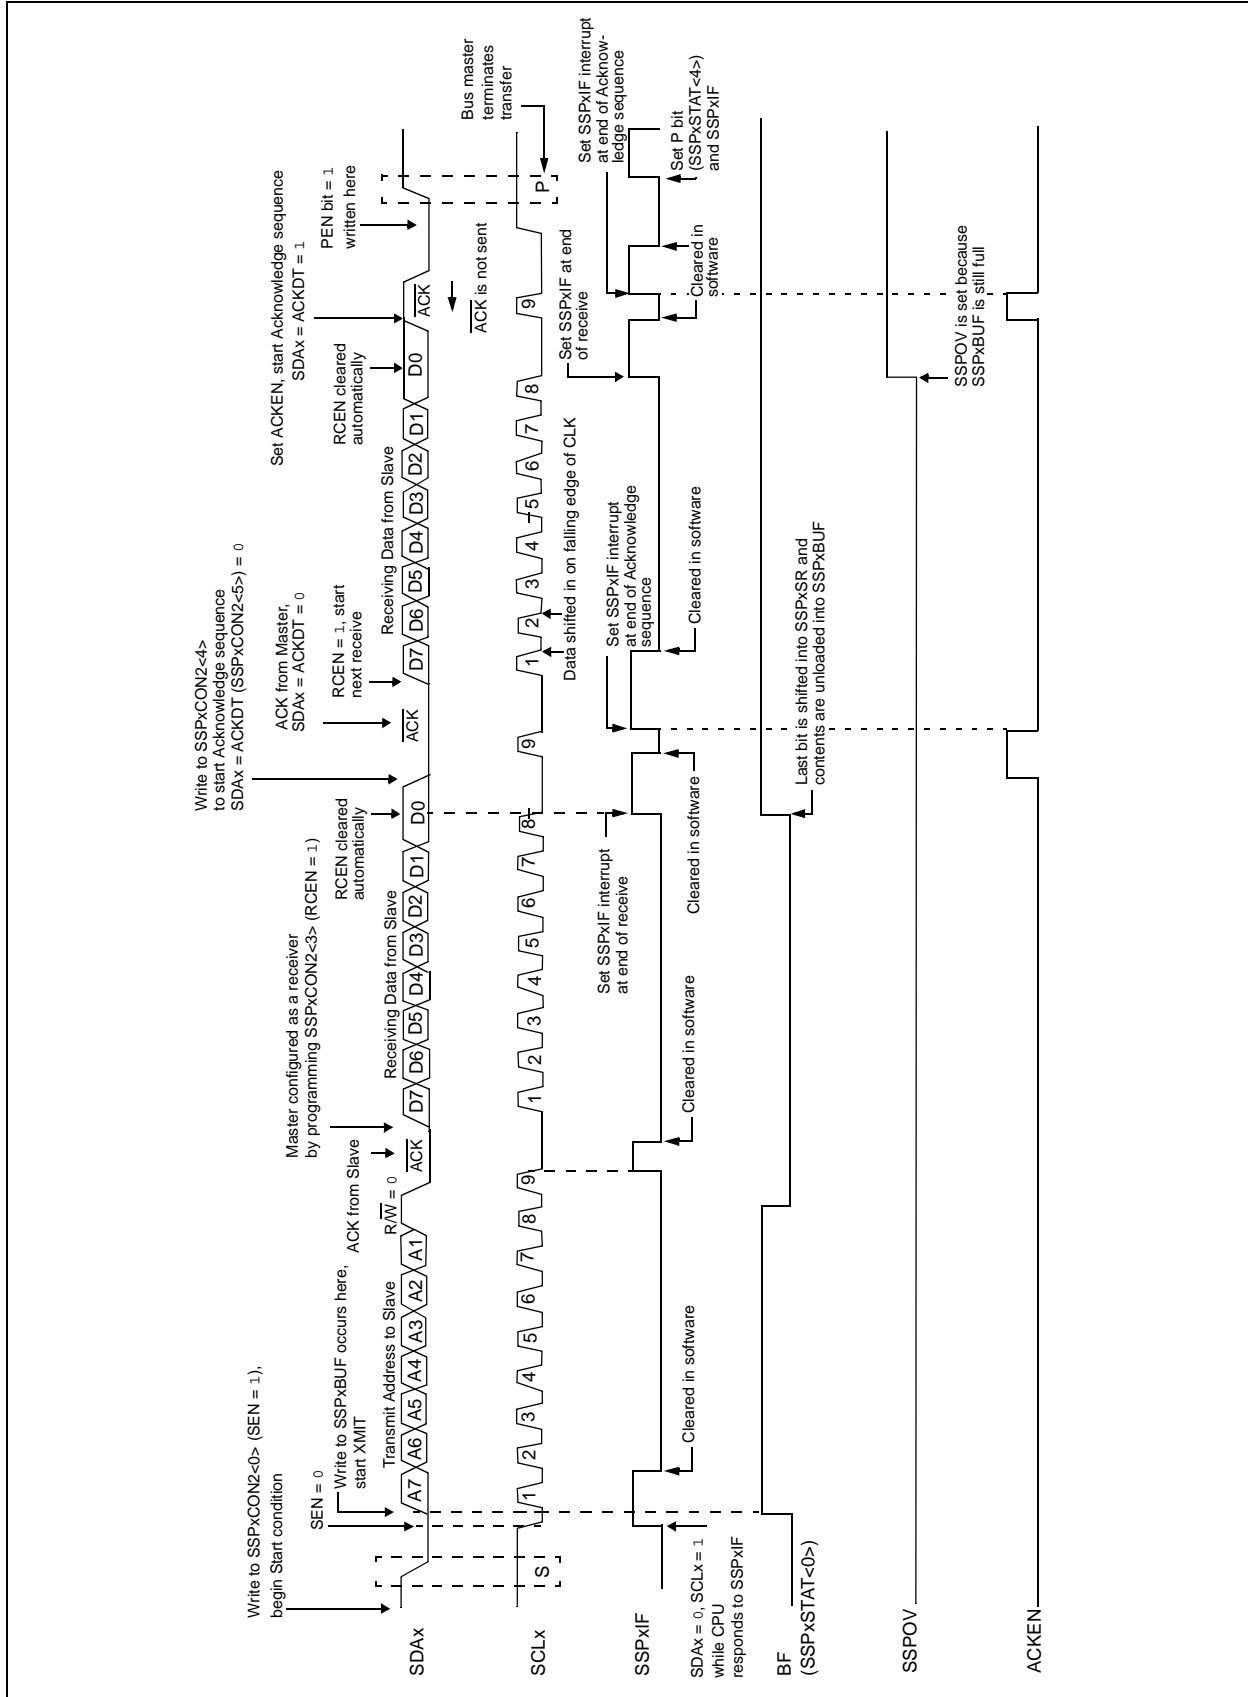 Write to SSPxCON2<0> (SEN = 1),
begin Start condition
SEN = 0
Write to SSPxBUF occurs here,
start XMIT
ACK from Slave
Master configured as a receiver
by programming SSPxCON2<3> (RCEN = 1)
RCEN cleared
automatically
Write to SSPxCON2<4>
to start Acknowledge sequence
SDAx = ACKDT (SSPxCON2<5>) = 0
ACK from Master,
SDAx = ACKDT = 0
RCEN = 1, start
next receive
RCEN cleared
automatically
Set ACKEN, start Acknowledge sequence
SDAx = ACKDT = 1
PEN bit = 1
written here
Transmit Address to Slave
R/W = 0
Receiving Data from Slave
Receiving Data from Slave
SDAx
A7 A6 A5 A4 A3 A2 A1
ACK
D7 D6 D5 D4 D3 D2 D1 D0
ACK
D7 D6 D5 D4 D3 D2 D1 D0
ACK
ACK is not sent
Bus master
terminates
transfer
SCLx
S
1 2 3 4 5 6 7 8 9
1 2 3 4 5 6 7 8
9
1 2 3 4 5 6 7 8
9
P
Data shifted in on falling edge of CLK
Set SSPxIF interrupt
at end of receive
Set SSPxIF interrupt
at end of Acknowledge
sequence
Set SSPxIF at end
of receive
Set SSPxIF interrupt
at end of Acknow-
ledge sequence
SSPxIF
SDAx = 0, SCLx = 1
while CPU
responds to SSPxIF
Cleared in software
Cleared in software
Cleared in software
Cleared in software
Cleared in
software
Set P bit
(SSPxSTAT<4>)
and SSPxIF
BF
(SSPxSTAT<0>)
Last bit is shifted into SSPxSR and
contents are unloaded into SSPxBUF
SSPOV
SSPOV is set because
SSPxBUF is still full
ACKEN